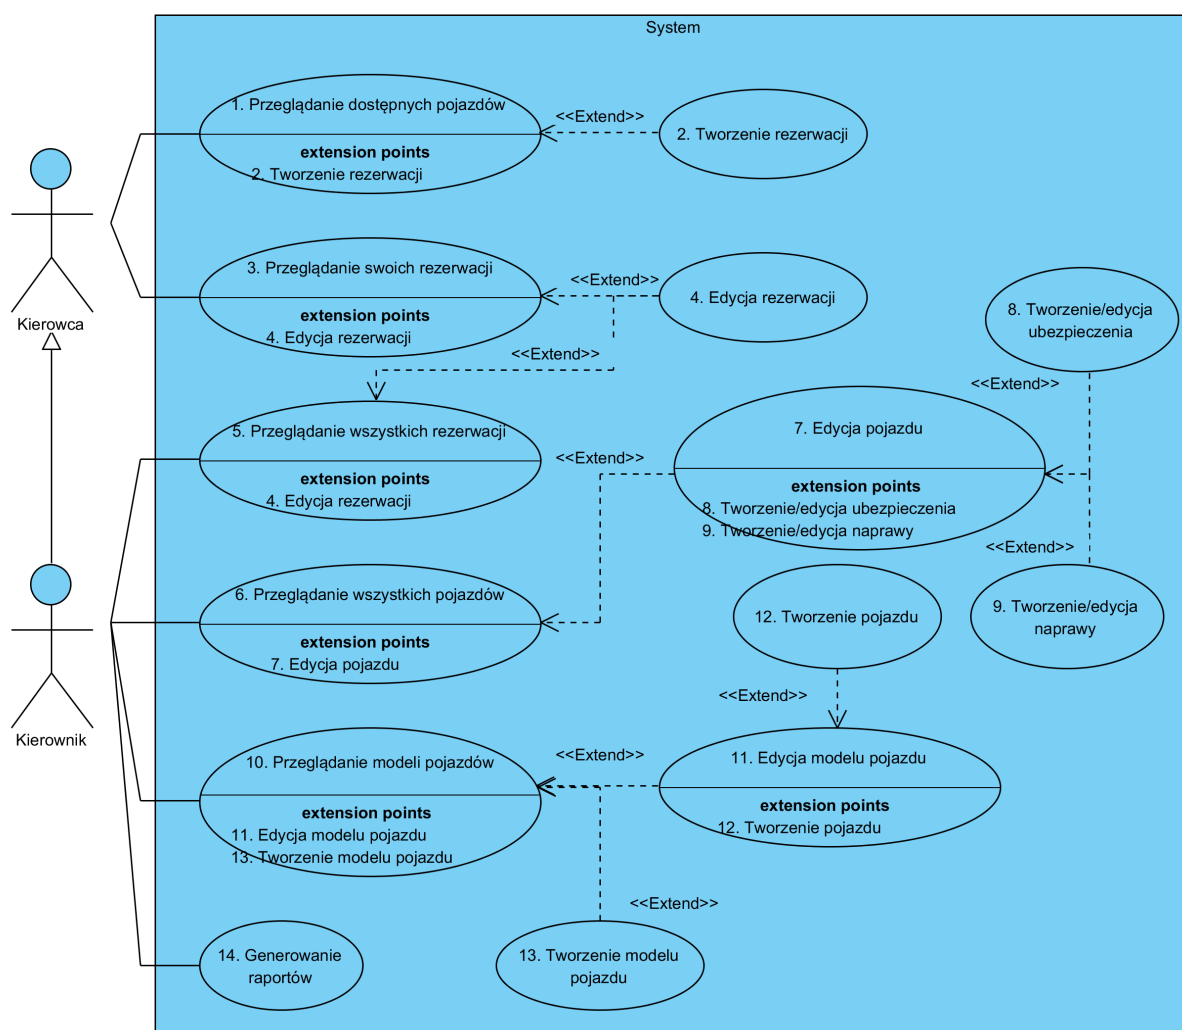 System
1. Przeglądanie dostępnych pojazdów
extension points
2. Tworzenie rezerwacji
<<Extend>>
2. Tworzenie rezerwacji
Kierowca
3. Przeglądanie swoich rezerwacji
extension points
4. Edycja rezerwacji
<<Extend>>
4. Edycja rezerwacji
<<Extend>>
8. Tworzenie/edycja
ubezpieczenia
<<Extend>>
5. Przeglądanie wszystkich rezerwacji
extension points
4. Edycja rezerwacji
<<Extend>>
7. Edycja pojazdu
extension points
8. Tworzenie/edycja ubezpieczenia
9. Tworzenie/edycja naprawy
<<Extend>>
9. Tworzenie/edycja
naprawy
6. Przeglądanie wszystkich pojazdów
extension points
7. Edycja pojazdu
12. Tworzenie pojazdu
<<Extend>>
Kierownik
10. Przeglądanie modeli pojazdów
extension points
11. Edycja modelu pojazdu
13. Tworzenie modelu pojazdu
<<Extend>>
11. Edycja modelu pojazdu
extension points
12. Tworzenie pojazdu
<<Extend>>
14. Generowanie
raportów
13. Tworzenie modelu
pojazdu